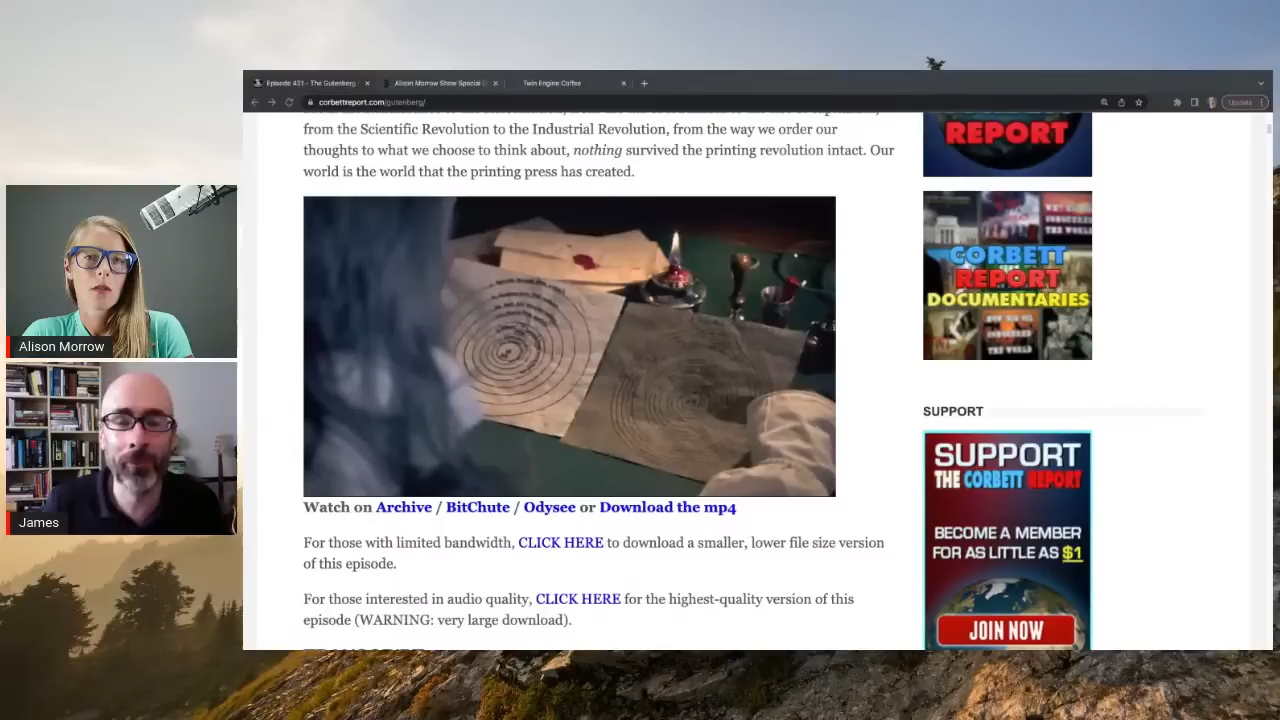 Episode 421 - The Gutenberg
Alison Morrow Show Special
Twin Engine Coffee
corbettreport.com/gutenberg/
Update
from the Scientific Revolution to the Industrial Revolution, from the way we order our
thoughts to what we choose to think about, nothing survived the printing revolution intact. Our
world is the world that the printing press has created.
REPORT
CORBETT
REPORT
DOCUMENTARIES
Alison Morrow
James
SUPPORT
SUPPORT
THE CORBETT REPORT
BECOME A MEMBER
FOR AS LITTLE AS $1
JOIN NOW
Watch on Archive / BitChute / Odysee or Download the mp4
For those with limited bandwidth, CLICK HERE to download a smaller, lower file size version
of this episode.
For those interested in audio quality, CLICK HERE for the highest-quality version of this
episode (WARNING: very large download).